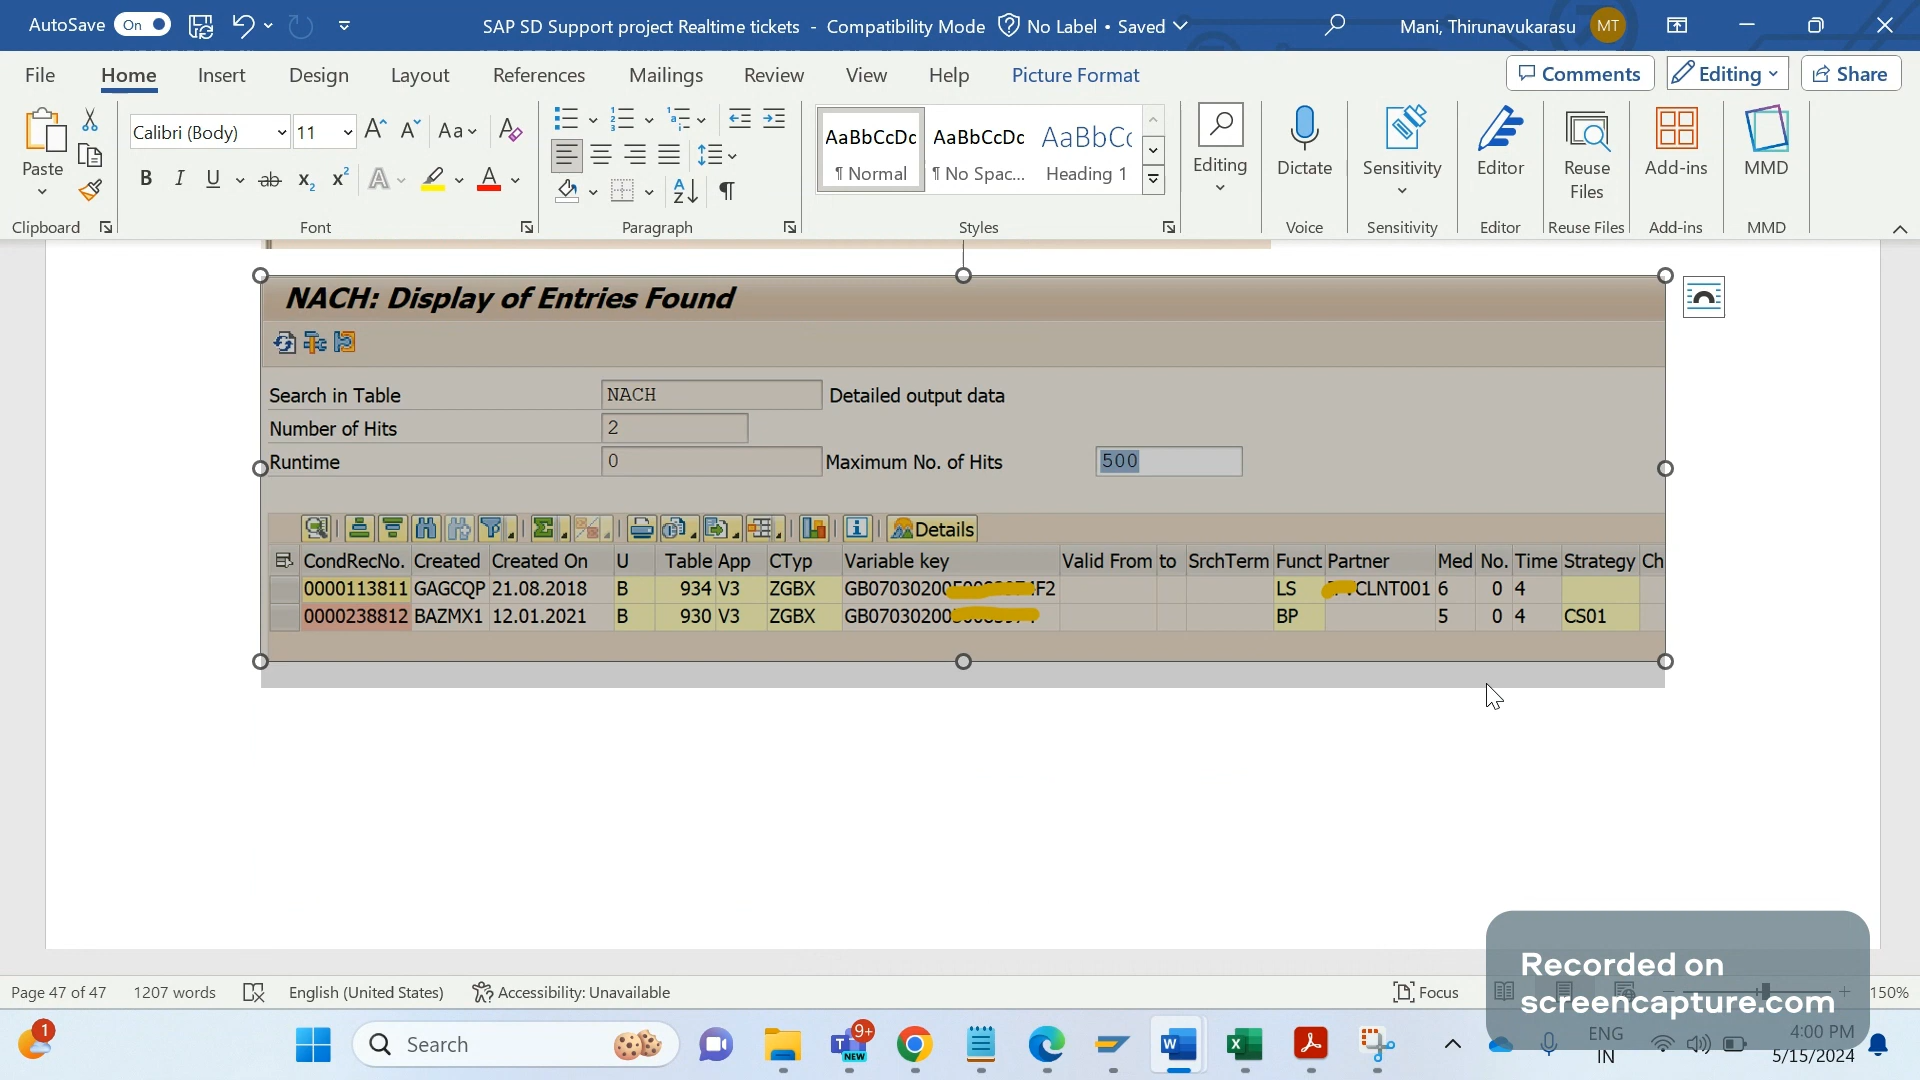 AutoSave On SAP SD Support project Realtime tickets - Compatibility Mode No Label • Saved Mani, Thirunavukarasu MT
File Home Insert Design Layout References Mailings Review View Help Picture Format Comments Editing Share
Paste Calibri (Body) 11 Aa AaBbCcDc AaBbCcDc AaBbCc Editing Dictate Sensitivity Editor Reuse Files Add-ins MMD
¶ Normal ¶ No Spac... Heading 1
Clipboard Font Paragraph Styles Voice Sensitivity Editor Reuse Files Add-ins MMD
NACH: Display of Entries Found
Search in Table NACH Detailed output data
Number of Hits 2
Runtime 0 Maximum No. of Hits 500
Details
CondRecNo. Created Created On U Table App CTyp Variable key Valid From to SrchTerm Funct Partner Med No. Time Strategy Ch
0000113811 GAGCQP 21.08.2018 B 934 V3 ZGBX LS 6 0 4
0000238812 BAZMX1 12.01.2021 B 930 V3 ZGBX BP 5 0 4 CS01
Recorded on
screencapture.com
Page 47 of 47 1207 words English (United States) Accessibility: Unavailable Focus 150%
1 Search 9+ NEW ENG
IN 4:00 PM
5/15/2024